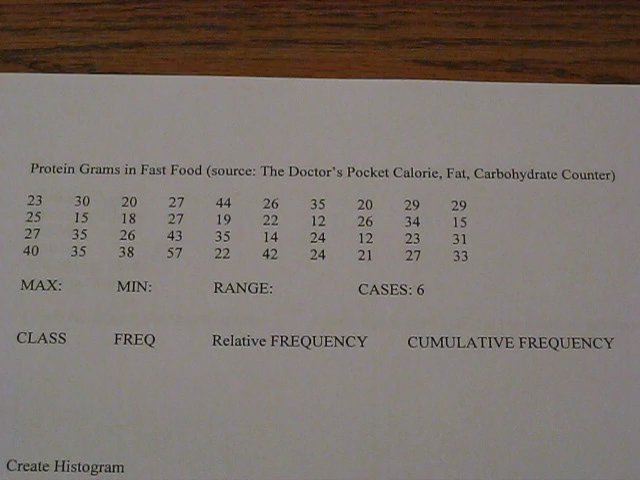 Protein Grams in Fast Food (source: The Doctor's Pocket Calorie, Fat, Carbohydrate Counter)
23 30 20 27 44 26 35 20 29 29
25 15 18 27 19 22 12 26 34 15
27 35 26 43 35 14 24 12 23 31
40 35 38 57 22 42 24 21 27 33
MAX: MIN: RANGE: CASES: 6
CLASS FREQ Relative FREQUENCY CUMULATIVE FREQUENCY
Create Histogram